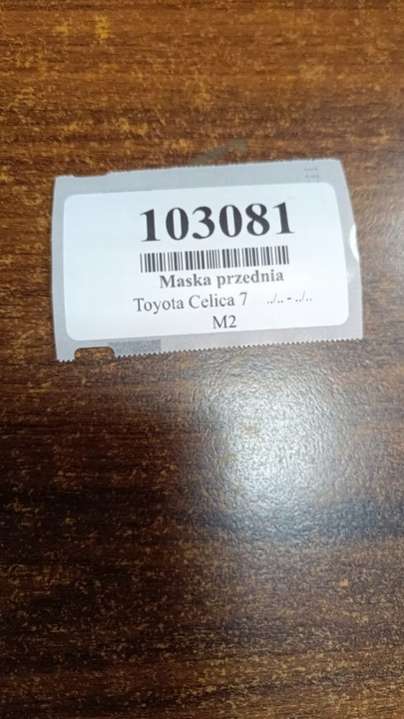 103081
Maska przednia
Toyota Celica 7 ../.. - ../..
M2